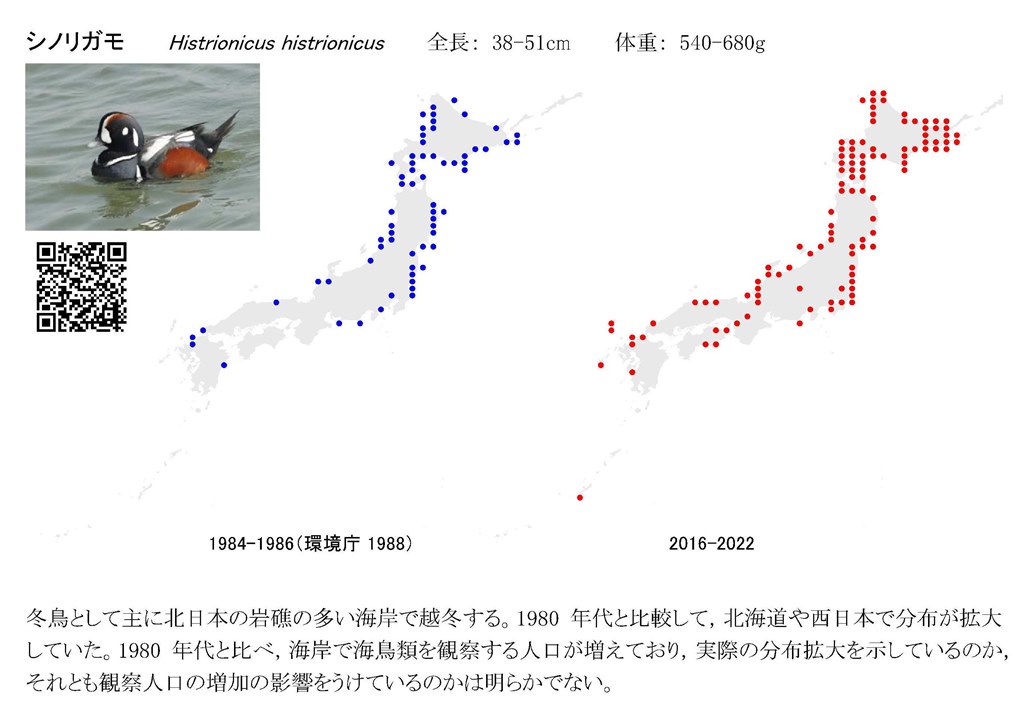 シノリガモ Histrionicus histrionicus 全長： 38-51cm 体重： 540-680g
1984-1986（環境庁 1988）
2016-2022
冬鳥として主に北日本の岩礁の多い海岸で越冬する。1980 年代と比較して，北海道や西日本で分布が拡大
していた。1980 年代と比べ，海岸で海鳥類を観察する人口が増えており，実際の分布拡大を示しているのか，
それとも観察人口の増加の影響をうけているのかは明らかでない。